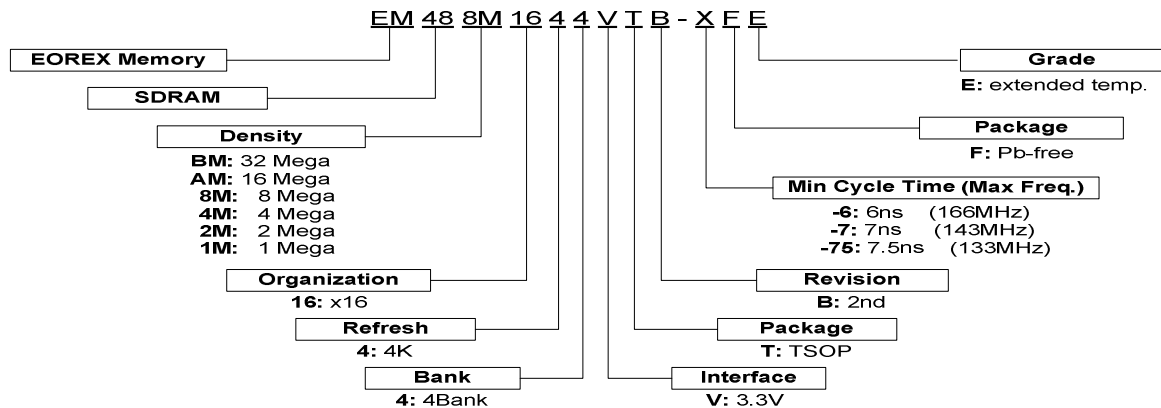 EM 48 8M 16 4 4 V T B - X F E
EOREX Memory
SDRAM
Density
BM: 32 Mega
AM: 16 Mega
8M: 8 Mega
4M: 4 Mega
2M: 2 Mega
1M: 1 Mega
Organization
16: x16
Refresh
4: 4K
Bank
4: 4Bank
Grade
E: extended temp.
Package
F: Pb-free
Min Cycle Time (Max Freq.)
-6: 6ns (166MHz)
-7: 7ns (143MHz)
-75: 7.5ns (133MHz)
Revision
B: 2nd
Package
T: TSOP
Interface
V: 3.3V